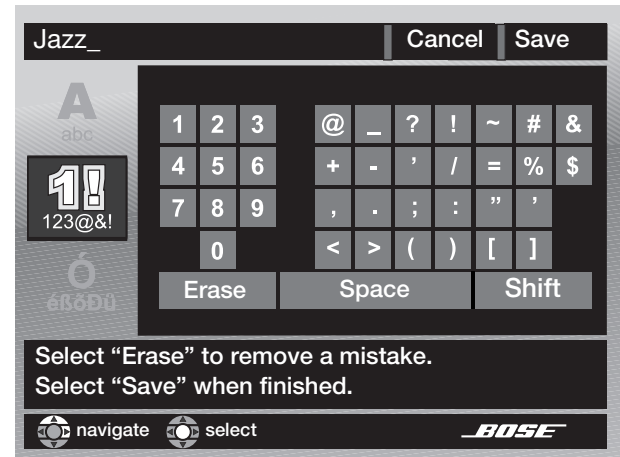 Jazz_ Cancel Save
A
abc
1!
123@&!
Ó
éßőÐû
1 2 3 @ _ ? ! ~ # &
4 5 6 + - ’ / = % $
7 8 9 , . ; : ” ’
0 < > ( ) [ ]
Erase Space Shift
Select “Erase” to remove a mistake.
Select “Save” when finished.
navigate select BOSE